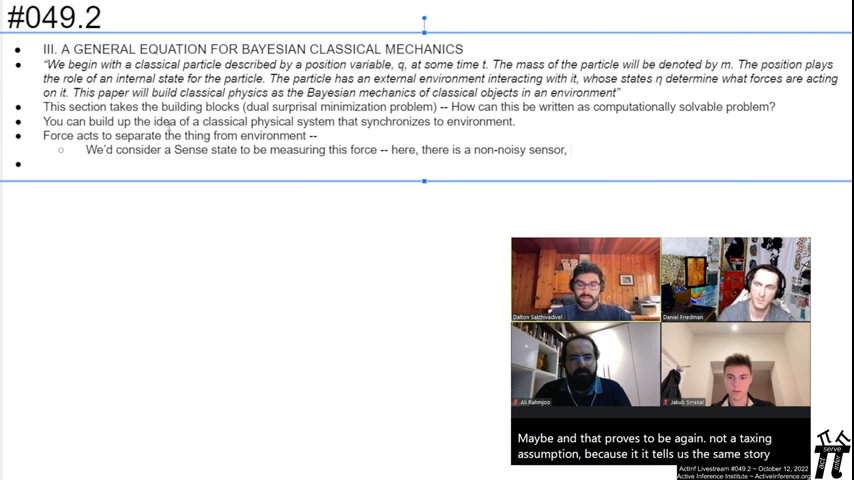 #049.2
III. A GENERAL EQUATION FOR BAYESIAN CLASSICAL MECHANICS
“We begin with a classical particle described by a position variable, q, at some time t. The mass of the particle will be denoted by m. The position plays
the role of an internal state for the particle. The particle has an external environment interacting with it, whose states η determine what forces are acting
on it. This paper will build classical physics as the Bayesian mechanics of classical objects in an environment”
This section takes the building blocks (dual surprisal minimization problem) -- How can this be written as computationally solvable problem?
You can build up the idea of a classical physical system that synchronizes to environment.
Force acts to separate the thing from environment --
We'd consider a Sense state to be measuring this force -- here, there is a non-noisy sensor,
Dalton Sakthivadivel
Daniel Friedman
Ali Rahmjoo
Jakub Smekal
Maybe and that proves to be again. not a taxing
assumption, because it it tells us the same story
ActInf Livestream #049.2 ~ October 12, 2022
Active Inference Institute ~ ActiveInference.org
act
serve
infer